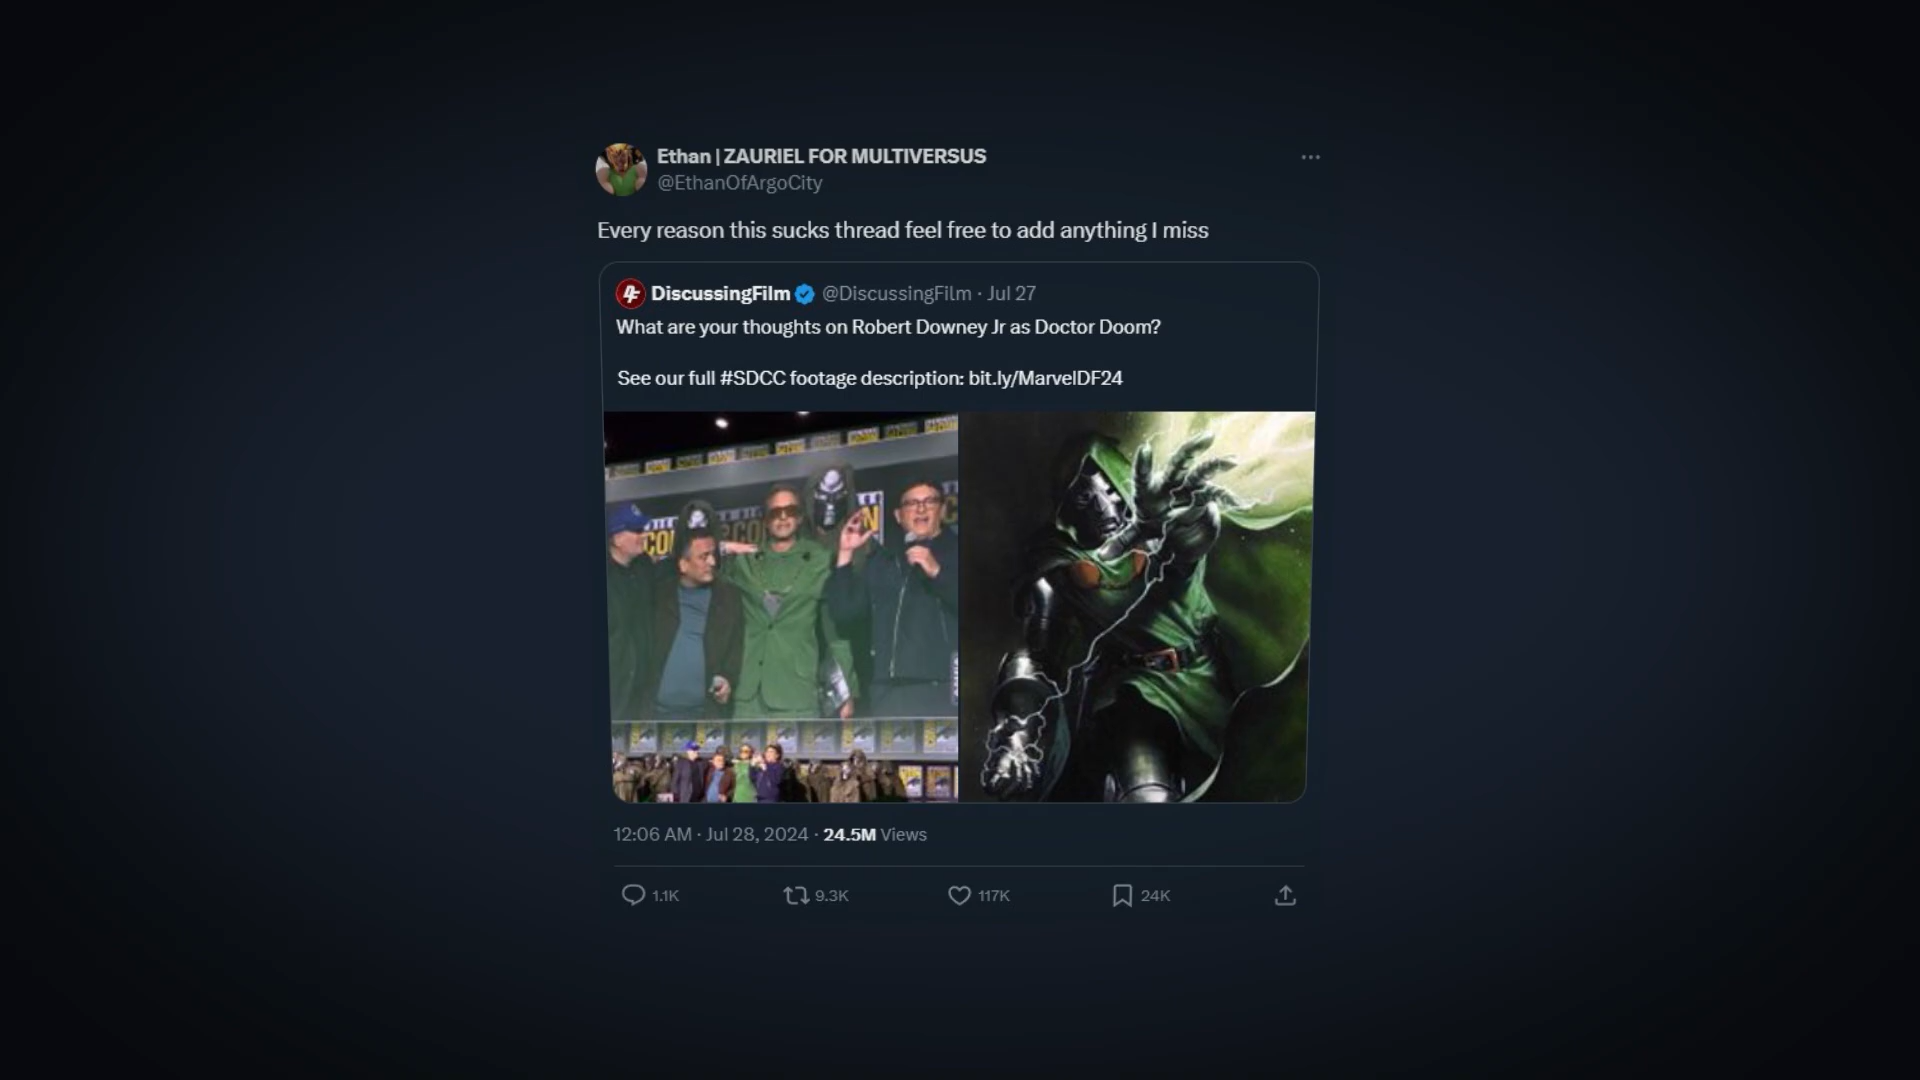 Ethan | ZAURIEL FOR MULTIVERSUS
@EthanOfArgoCity
Every reason this sucks thread feel free to add anything I miss
DiscussingFilm @DiscussingFilm · Jul 27
What are your thoughts on Robert Downey Jr as Doctor Doom?
See our full #SDCC footage description: bit.ly/MarvelDF24
12:06 AM · Jul 28, 2024 · 24.5M Views
1.1K 9.3K 117K 24K